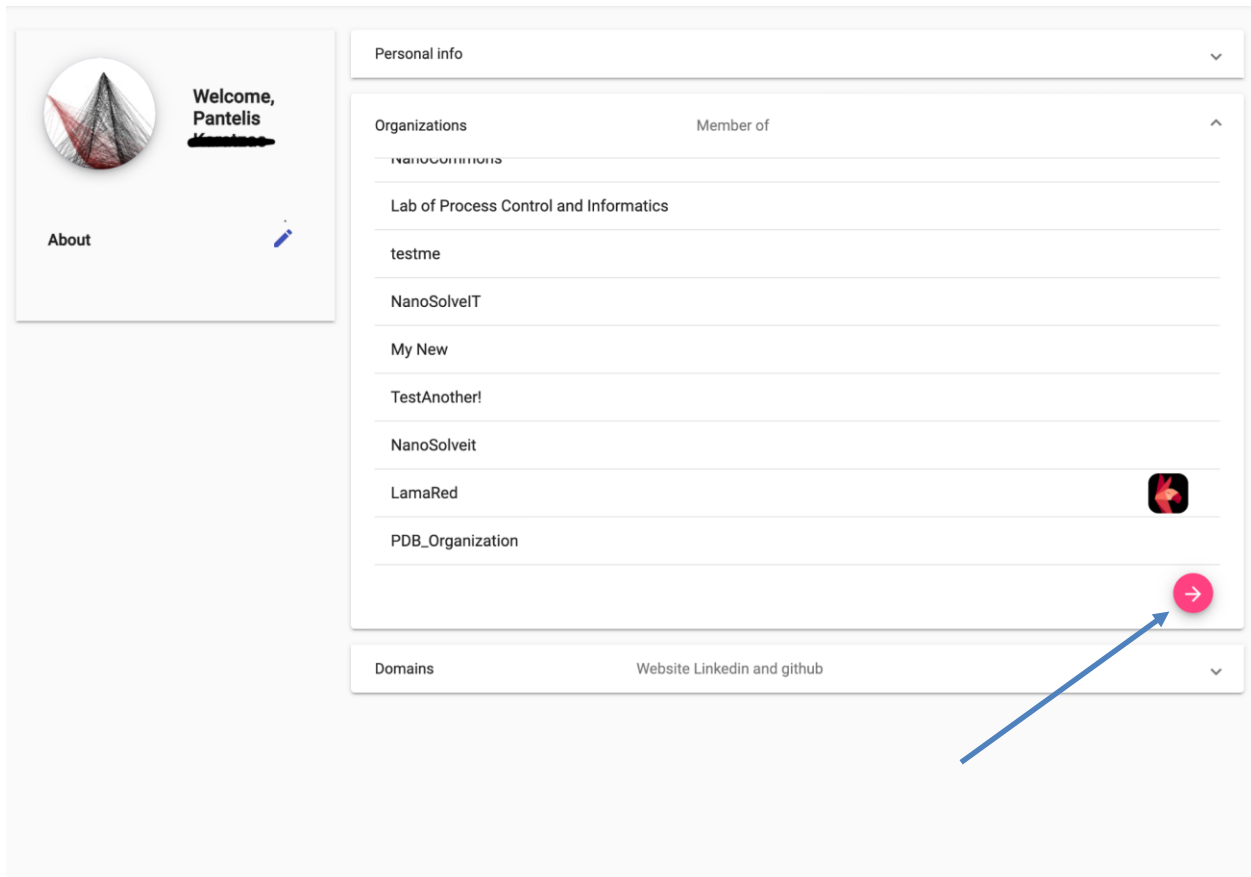 Welcome,
Pantelis
About
Personal info
Organizations Member of
NanoCommons
Lab of Process Control and Informatics
testme
NanoSolveIT
My New
TestAnother!
NanoSolveit
LamaRed
PDB_Organization
Domains Website Linkedin and github